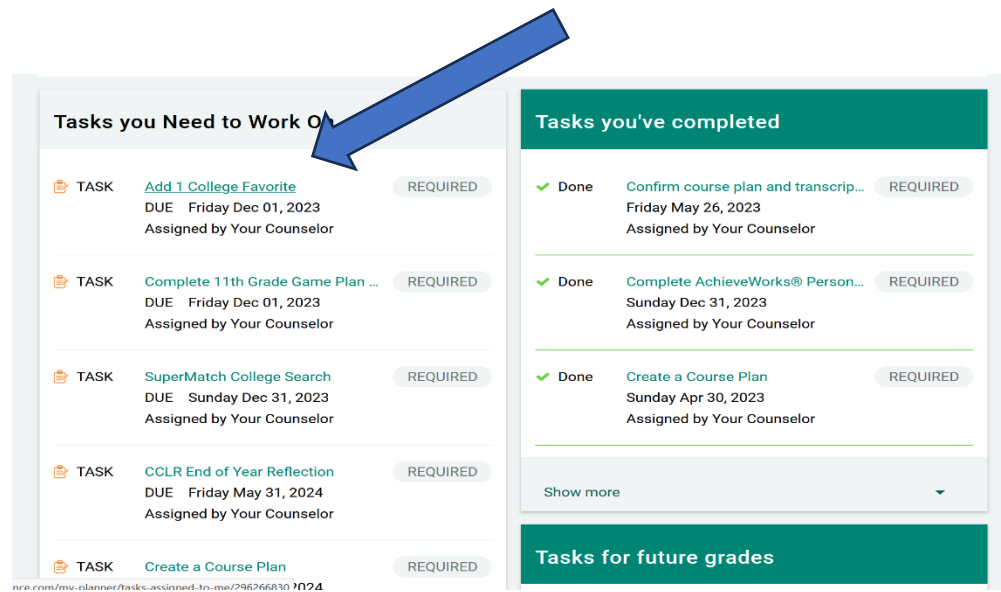 Tasks you Need to Work On
TASK Add 1 College Favorite REQUIRED
DUE Friday Dec 01, 2023
Assigned by Your Counselor
TASK Complete 11th Grade Game Plan ... REQUIRED
DUE Friday Dec 01, 2023
Assigned by Your Counselor
TASK SuperMatch College Search REQUIRED
DUE Sunday Dec 31, 2023
Assigned by Your Counselor
TASK CCLR End of Year Reflection REQUIRED
DUE Friday May 31, 2024
Assigned by Your Counselor
TASK Create a Course Plan REQUIRED
nce.com/my-planner/tasks-assigned-to-me/296266830 2024
Tasks you've completed
Done Confirm course plan and transcrip... REQUIRED
Friday May 26, 2023
Assigned by Your Counselor
Done Complete AchieveWorks® Person... REQUIRED
Sunday Dec 31, 2023
Assigned by Your Counselor
Done Create a Course Plan REQUIRED
Sunday Apr 30, 2023
Assigned by Your Counselor
Show more
Tasks for future grades